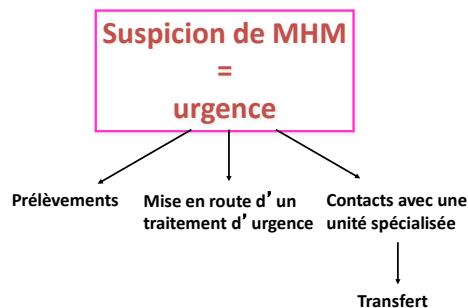 Suspicion de MHM
=
urgence
Prélèvements
Mise en route d’un
traitement d’urgence
Contacts avec une
unité spécialisée
Transfert